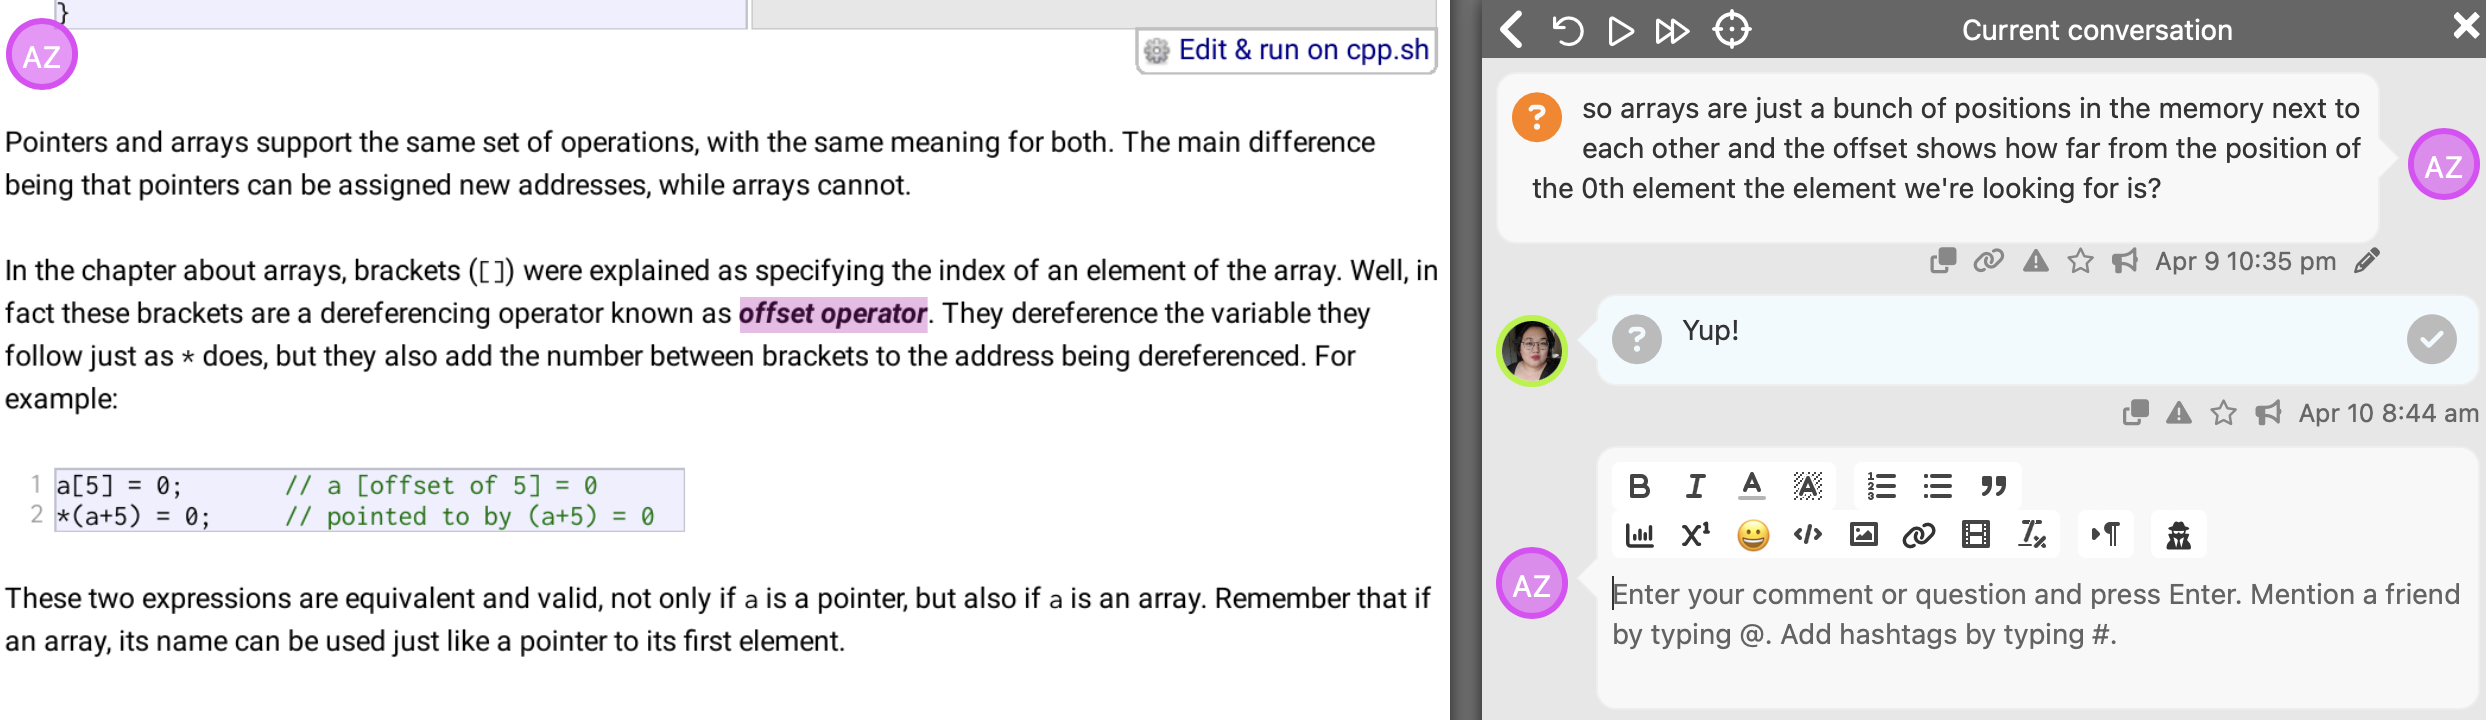 }
AZ
Edit & run on cpp.sh
Pointers and arrays support the same set of operations, with the same meaning for both. The main difference
being that pointers can be assigned new addresses, while arrays cannot.
In the chapter about arrays, brackets ([]) were explained as specifying the index of an element of the array. Well, in
fact these brackets are a dereferencing operator known as offset operator. They dereference the variable they
follow just as * does, but they also add the number between brackets to the address being dereferenced. For
example:
1 a[5] = 0; // a [offset of 5] = 0
2 *(a+5) = 0; // pointed to by (a+5) = 0
These two expressions are equivalent and valid, not only if a is a pointer, but also if a is an array. Remember that if
an array, its name can be used just like a pointer to its first element.
Current conversation
? so arrays are just a bunch of positions in the memory next to
each other and the offset shows how far from the position of
the 0th element the element we're looking for is?
AZ
Apr 9 10:35 pm
? Yup!
Apr 10 8:44 am
AZ
Enter your comment or question and press Enter. Mention a friend
by typing @. Add hashtags by typing #.